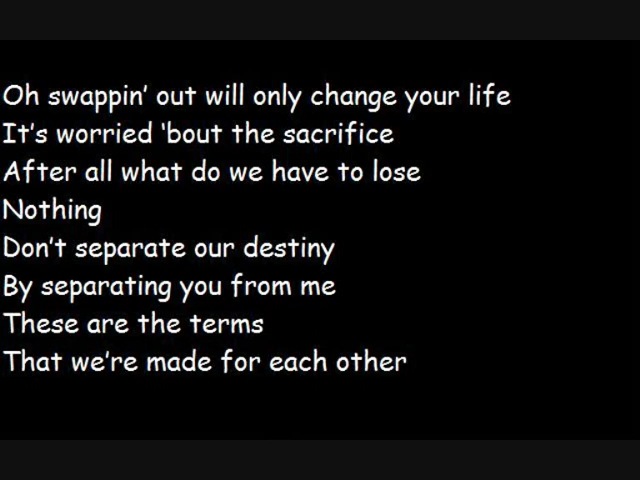 Oh swappin’ out will only change your life
It’s worried ‘bout the sacrifice
After all what do we have to lose
Nothing
Don’t separate our destiny
By separating you from me
These are the terms
That we’re made for each other